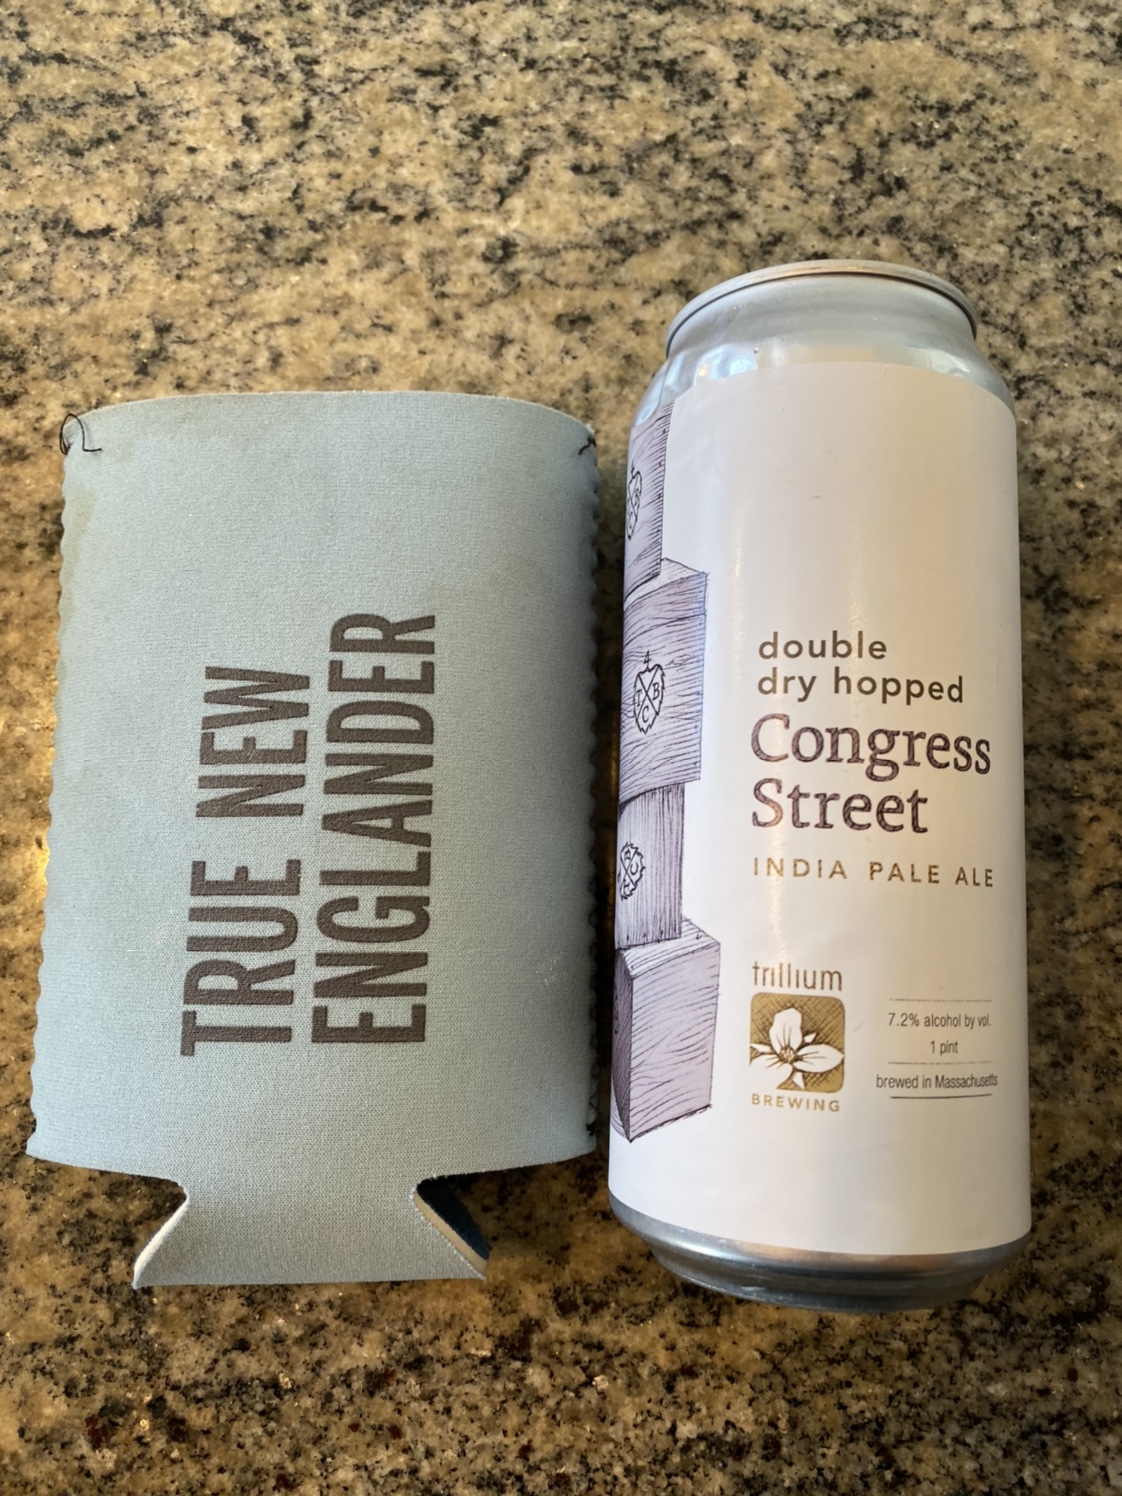 TRUE NEW
ENGLANDER
double
dry hopped
Congress
Street
INDIA PALE ALE
trillium
BREWING
7.2% alcohol by vol.
1 pint
brewed in Massachusetts
4
T B
C